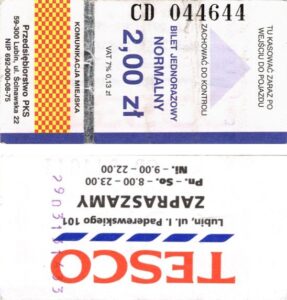 Przedsiębiorstwo PKS
59-300 Lubin, ul. Ścinawska 22
NIP 692-000-08-75
KOMUNIKACJA MIEJSKA
CD 044644
2,00 zł
VAT 7% 0,13 zł
BILET JEDNORAZOWY
NORMALNY
ZACHOWAĆ DO KONTROLI
TU KASOWAĆ ZARAZ PO
WEJŚCIU DO POJAZDU
TESCO
Lubin, ul. I. Paderewskiego 101
ZAPRASZAMY
Pn. – So. – 8.00 – 23.00
Ni. – 9.00 – 22.00